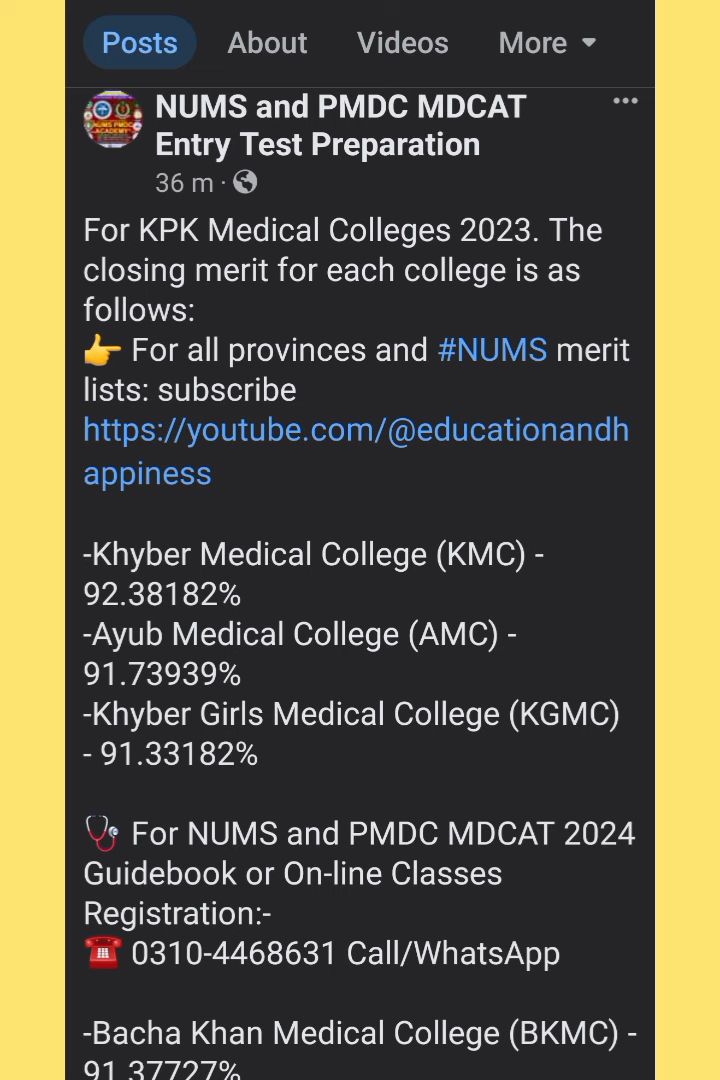 Posts About Videos More
NUMS and PMDC MDCAT
Entry Test Preparation
36 m ·
For KPK Medical Colleges 2023. The
closing merit for each college is as
follows:
👉 For all provinces and #NUMS merit
lists: subscribe
https://youtube.com/@educationandh
appiness
-Khyber Medical College (KMC) -
92.38182%
-Ayub Medical College (AMC) -
91.73939%
-Khyber Girls Medical College (KGMC)
- 91.33182%
🩺 For NUMS and PMDC MDCAT 2024
Guidebook or On-line Classes
Registration:-
☎️ 0310-4468631 Call/WhatsApp
-Bacha Khan Medical College (BKMC) -
91.37727%